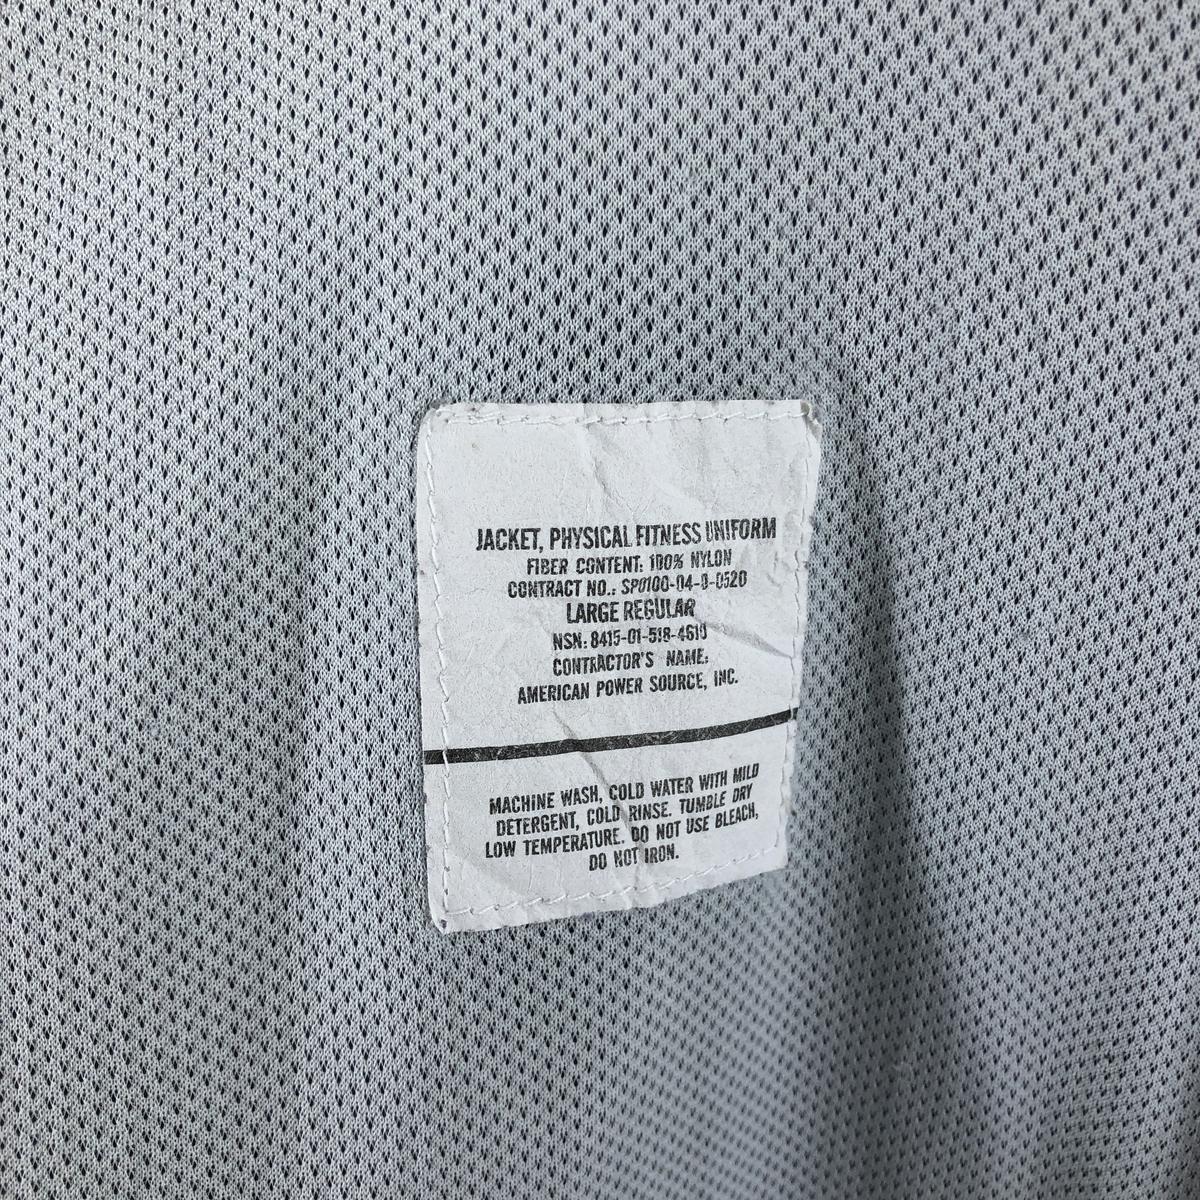 JACKET, PHYSICAL FITNESS UNIFORM
FIBER CONTENT: 100% NYLON
CONTRACT NO.: SP0100-04-D-0520
LARGE REGULAR
NSN: 8415-01-518-4610
CONTRACTOR'S NAME:
AMERICAN POWER SOURCE, INC.
MACHINE WASH, COLD WATER WITH MILD
DETERGENT, COLD RINSE. TUMBLE DRY
LOW TEMPERATURE. DO NOT USE BLEACH,
DO NOT IRON.